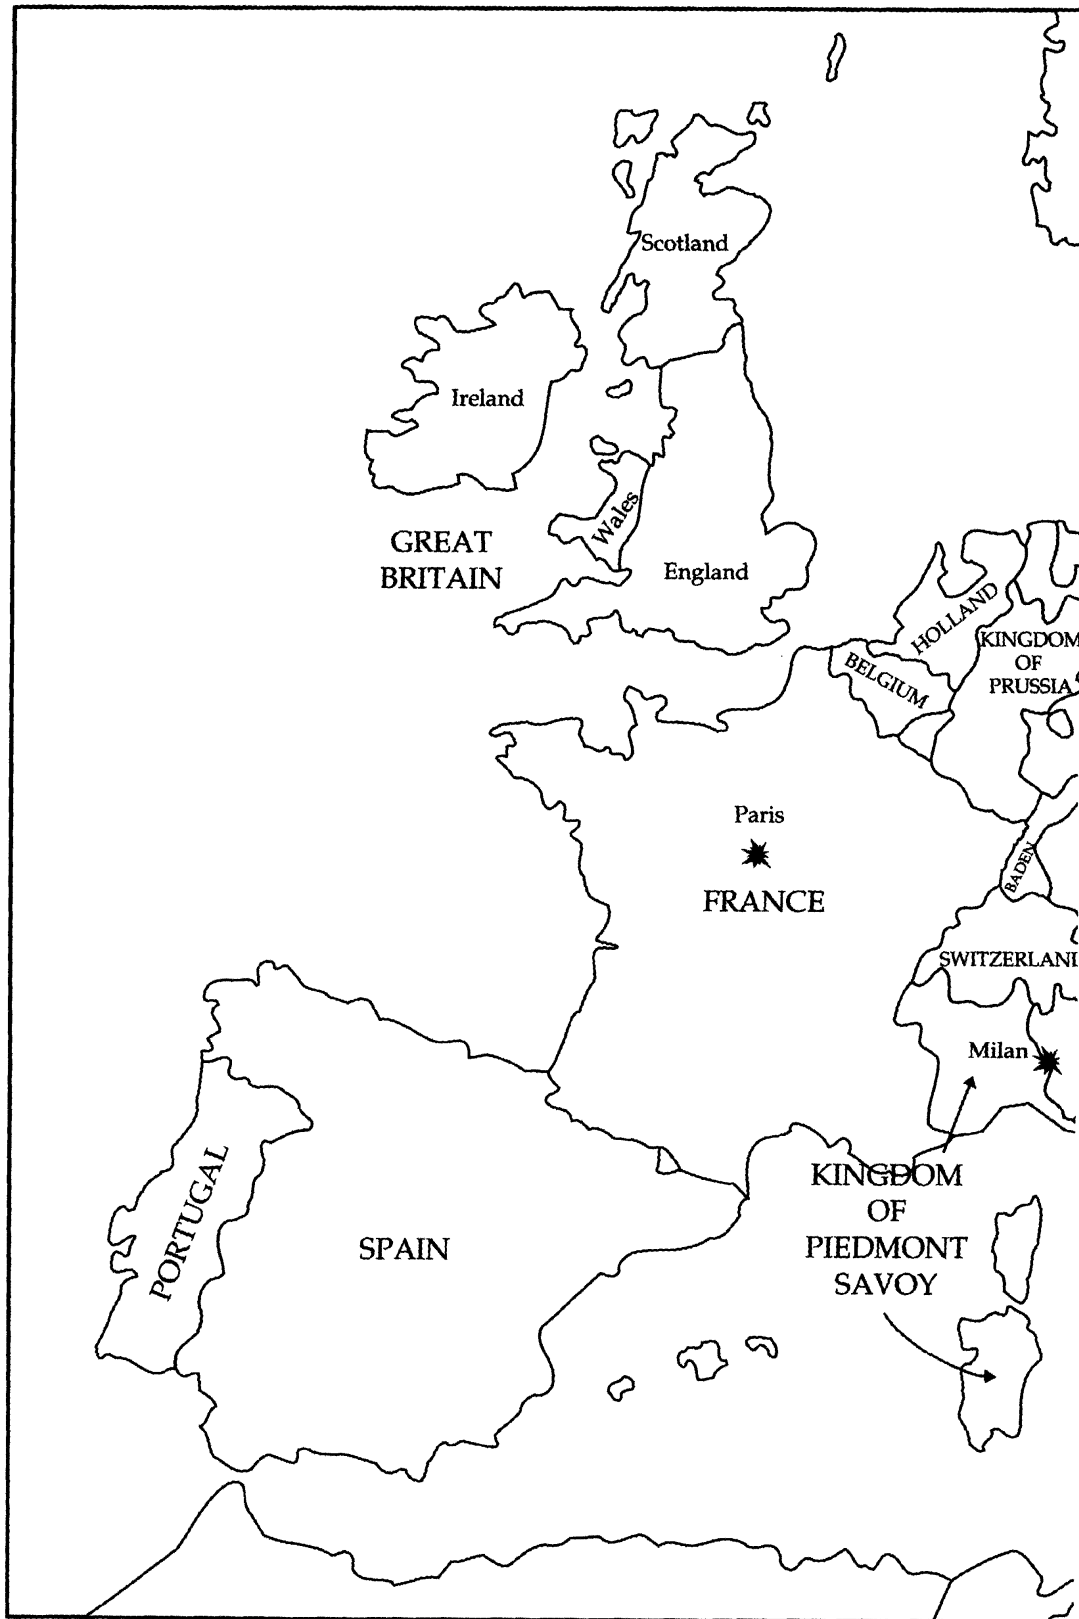 Scotland
Ireland
GREAT
BRITAIN
Wales
England
HOLLAND
KINGDOM
OF
PRUSSIA
BELGIUM
Paris
FRANCE
BADEN
SWITZERLAN
Milan
KINGDOM
OF
PIEDMONT
SAVOY
PORTUGAL
SPAIN